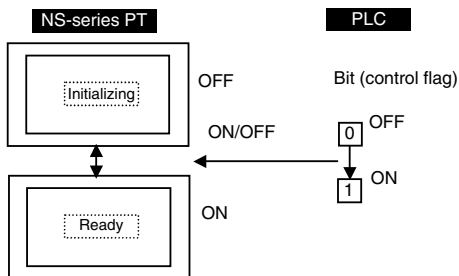 NS-series PT
PLC
Initializing
OFF
Bit (control flag)
ON/OFF
0
OFF
1
ON
Ready
ON